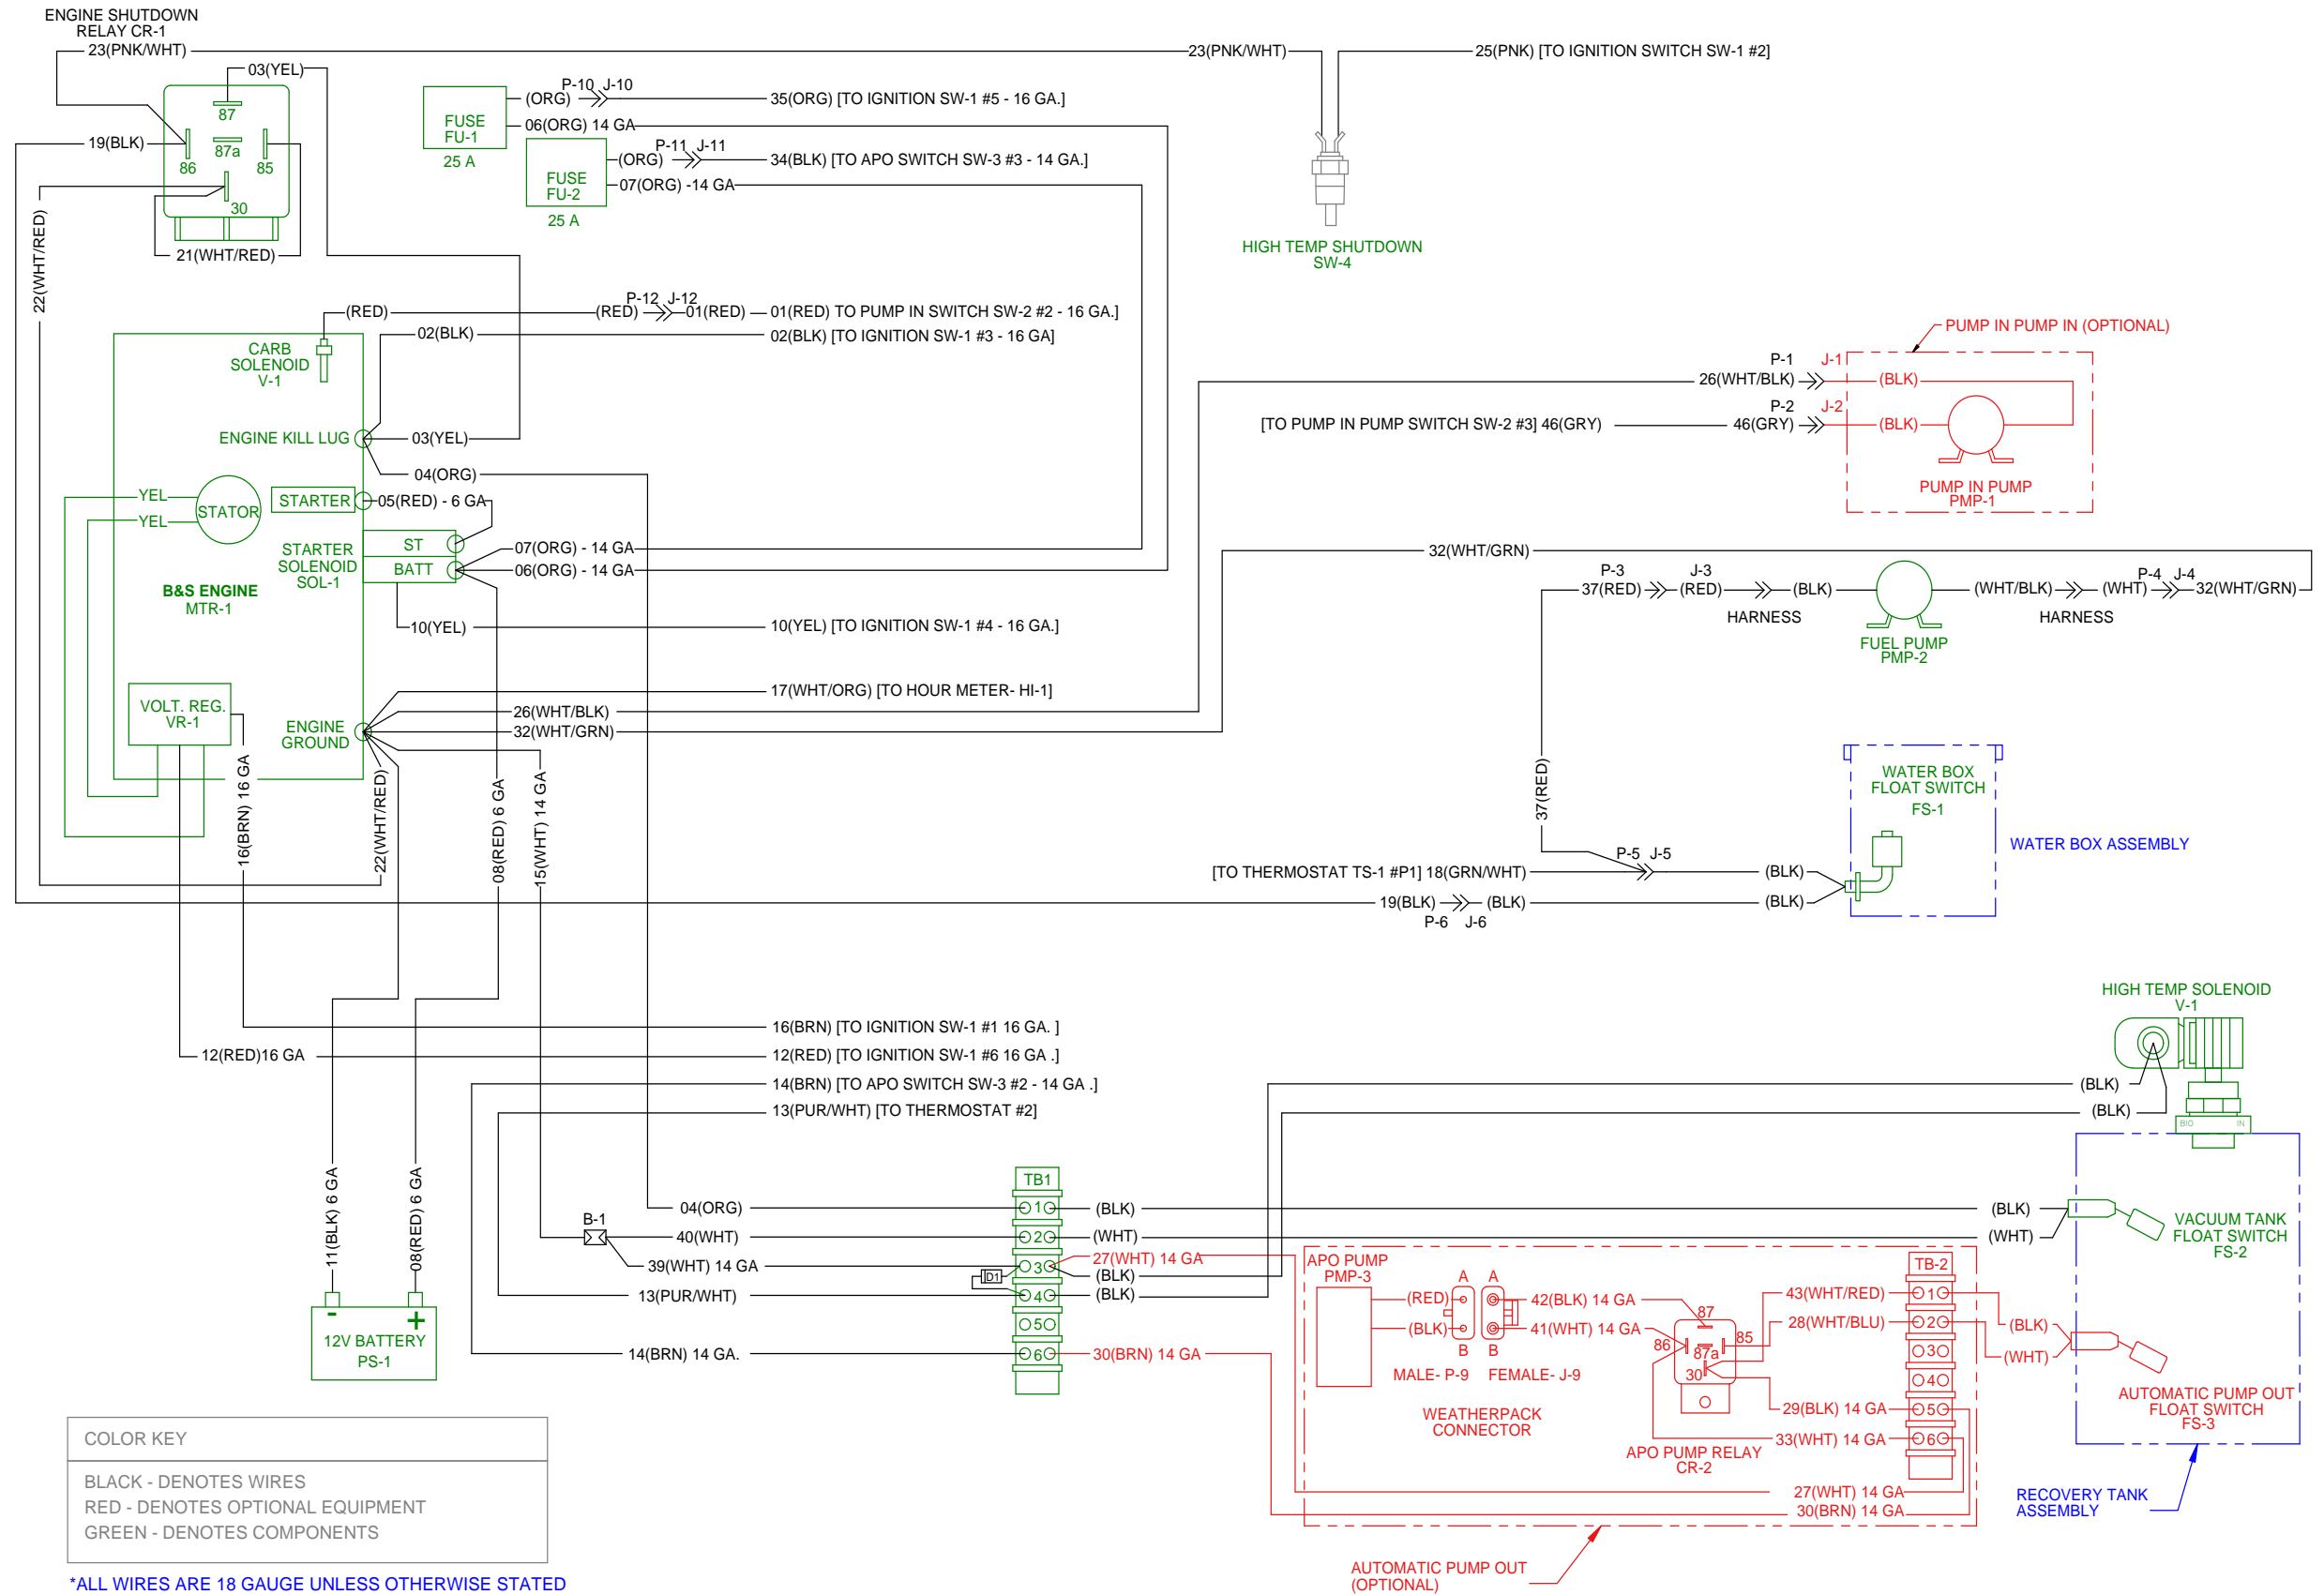 ENGINE SHUTDOWN
RELAY CR-1
23(PNK/WHT)
23(PNK/WHT)
25(PNK) [TO IGNITION SWITCH SW-1 #2]
03(YEL)
87
87a
86
85
30
19(BLK)
21(WHT/RED)
22(WHT/RED)
FUSE
FU-1
25 A
(ORG)
P-10 J-10
35(ORG) [TO IGNITION SW-1 #5 - 16 GA.]
06(ORG) 14 GA
FUSE
FU-2
25 A
(ORG)
P-11 J-11
34(BLK) [TO APO SWITCH SW-3 #3 - 14 GA.]
07(ORG) -14 GA
HIGH TEMP SHUTDOWN
SW-4
(RED)
(RED)
P-12 J-12
01(RED)
01(RED) TO PUMP IN SWITCH SW-2 #2 - 16 GA.]
02(BLK)
02(BLK) [TO IGNITION SW-1 #3 - 16 GA]
CARB
SOLENOID
V-1
ENGINE KILL LUG
03(YEL)
04(ORG)
YEL
YEL
STATOR
STARTER
05(RED) - 6 GA
STARTER
SOLENOID
SOL-1
ST
BATT
07(ORG) - 14 GA
06(ORG) - 14 GA
B&S ENGINE
MTR-1
10(YEL)
10(YEL) [TO IGNITION SW-1 #4 - 16 GA.]
VOLT. REG.
VR-1
ENGINE
GROUND
17(WHT/ORG) [TO HOUR METER- HI-1]
26(WHT/BLK)
32(WHT/GRN)
16(BRN) 16 GA
22(WHT/RED)
08(RED) 6 GA
15(WHT) 14 GA
PUMP IN PUMP IN (OPTIONAL)
P-1 J-1
26(WHT/BLK)
(BLK)
P-2 J-2
[TO PUMP IN PUMP SWITCH SW-2 #3] 46(GRY)
46(GRY)
(BLK)
PUMP IN PUMP
PMP-1
32(WHT/GRN)
P-3
J-3
37(RED)
(RED)
(BLK)
HARNESS
FUEL PUMP
PMP-2
(WHT/BLK)
(WHT)
P-4 J-4
32(WHT/GRN)
HARNESS
37(RED)
WATER BOX
FLOAT SWITCH
FS-1
WATER BOX ASSEMBLY
[TO THERMOSTAT TS-1 #P1] 18(GRN/WHT)
P-5 J-5
(BLK)
19(BLK)
(BLK)
(BLK)
P-6 J-6
16(BRN) [TO IGNITION SW-1 #1 16 GA. ]
12(RED)16 GA
12(RED) [TO IGNITION SW-1 #6 16 GA .]
14(BRN) [TO APO SWITCH SW-3 #2 - 14 GA .]
13(PUR/WHT) [TO THERMOSTAT #2]
HIGH TEMP SOLENOID
V-1
(BLK)
(BLK)
BIO
IN
11(BLK) 6 GA
08(RED) 6 GA
-
+
12V BATTERY
PS-1
TB1
1
2
3
4
5
6
04(ORG)
B-1
40(WHT)
39(WHT) 14 GA
D1
13(PUR/WHT)
14(BRN) 14 GA.
(BLK)
(WHT)
27(WHT) 14 GA
(BLK)
(BLK)
30(BRN) 14 GA
(BLK)
(WHT)
VACUUM TANK
FLOAT SWITCH
FS-2
APO PUMP
PMP-3
(RED)
(BLK)
A
A
B
B
MALE- P-9
FEMALE- J-9
WEATHERPACK
CONNECTOR
42(BLK) 14 GA
41(WHT) 14 GA
87
86
87a
85
30
APO PUMP RELAY
CR-2
43(WHT/RED)
28(WHT/BLU)
29(BLK) 14 GA
33(WHT) 14 GA
TB-2
1
2
3
4
5
6
(BLK)
(WHT)
AUTOMATIC PUMP OUT
FLOAT SWITCH
FS-3
27(WHT) 14 GA
30(BRN) 14 GA
RECOVERY TANK
ASSEMBLY
AUTOMATIC PUMP OUT
(OPTIONAL)
COLOR KEY
BLACK - DENOTES WIRES
RED - DENOTES OPTIONAL EQUIPMENT
GREEN - DENOTES COMPONENTS
*ALL WIRES ARE 18 GAUGE UNLESS OTHERWISE STATED